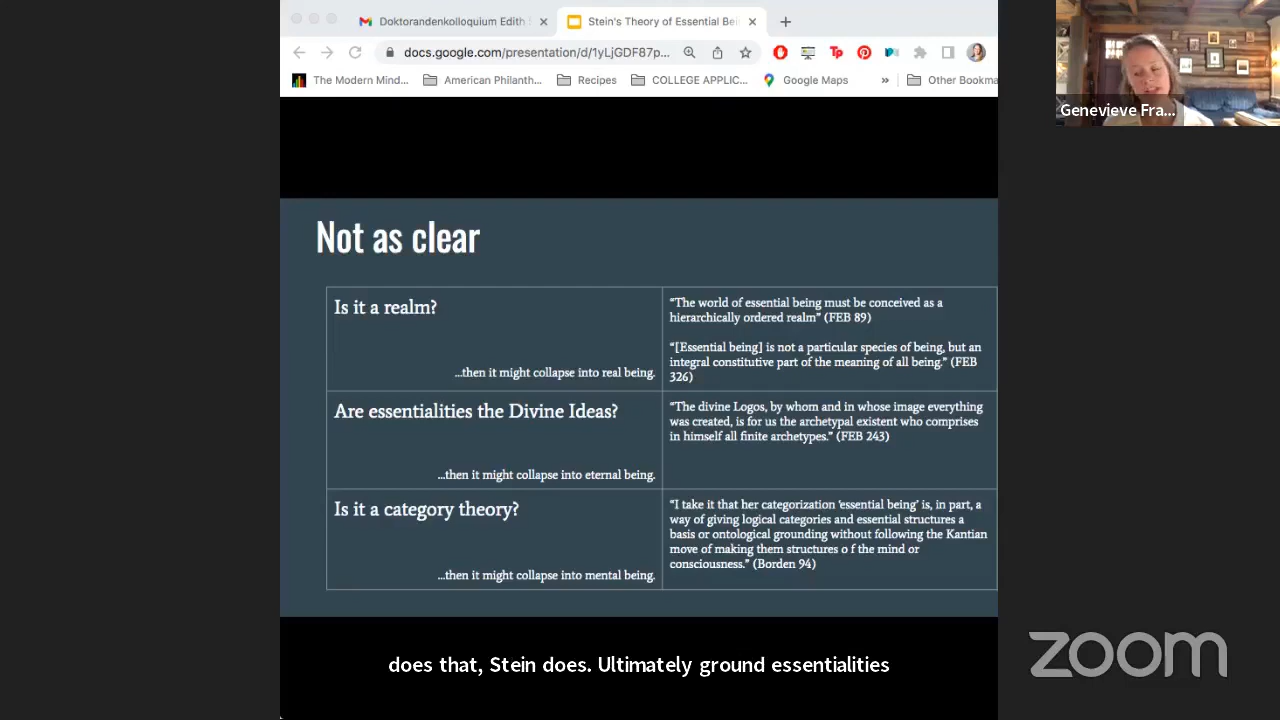 Doktorandenkolloquium Edith
Stein's Theory of Essential Bei
docs.google.com/presentation/d/1yLjGDF87p...
The Modern Mind...
American Philanth...
Recipes
COLLEGE APPLIC...
Google Maps
»
Other Bookma
Genevieve Fra...
Not as clear
Is it a realm?
...then it might collapse into real being.
“The world of essential being must be conceived as a
hierarchically ordered realm” (FEB 89)
“[Essential being] is not a particular species of being, but an
integral constitutive part of the meaning of all being.” (FEB
326)
Are essentialities the Divine Ideas?
...then it might collapse into eternal being.
“The divine Logos, by whom and in whose image everything
was created, is for us the archetypal existent who comprises
in himself all finite archetypes.” (FEB 243)
Is it a category theory?
...then it might collapse into mental being.
“I take it that her categorization ‘essential being’ is, in part, a
way of giving logical categories and essential structures a
basis or ontological grounding without following the Kantian
move of making them structures o f the mind or
consciousness.” (Borden 94)
does that, Stein does. Ultimately ground essentialities
zoom